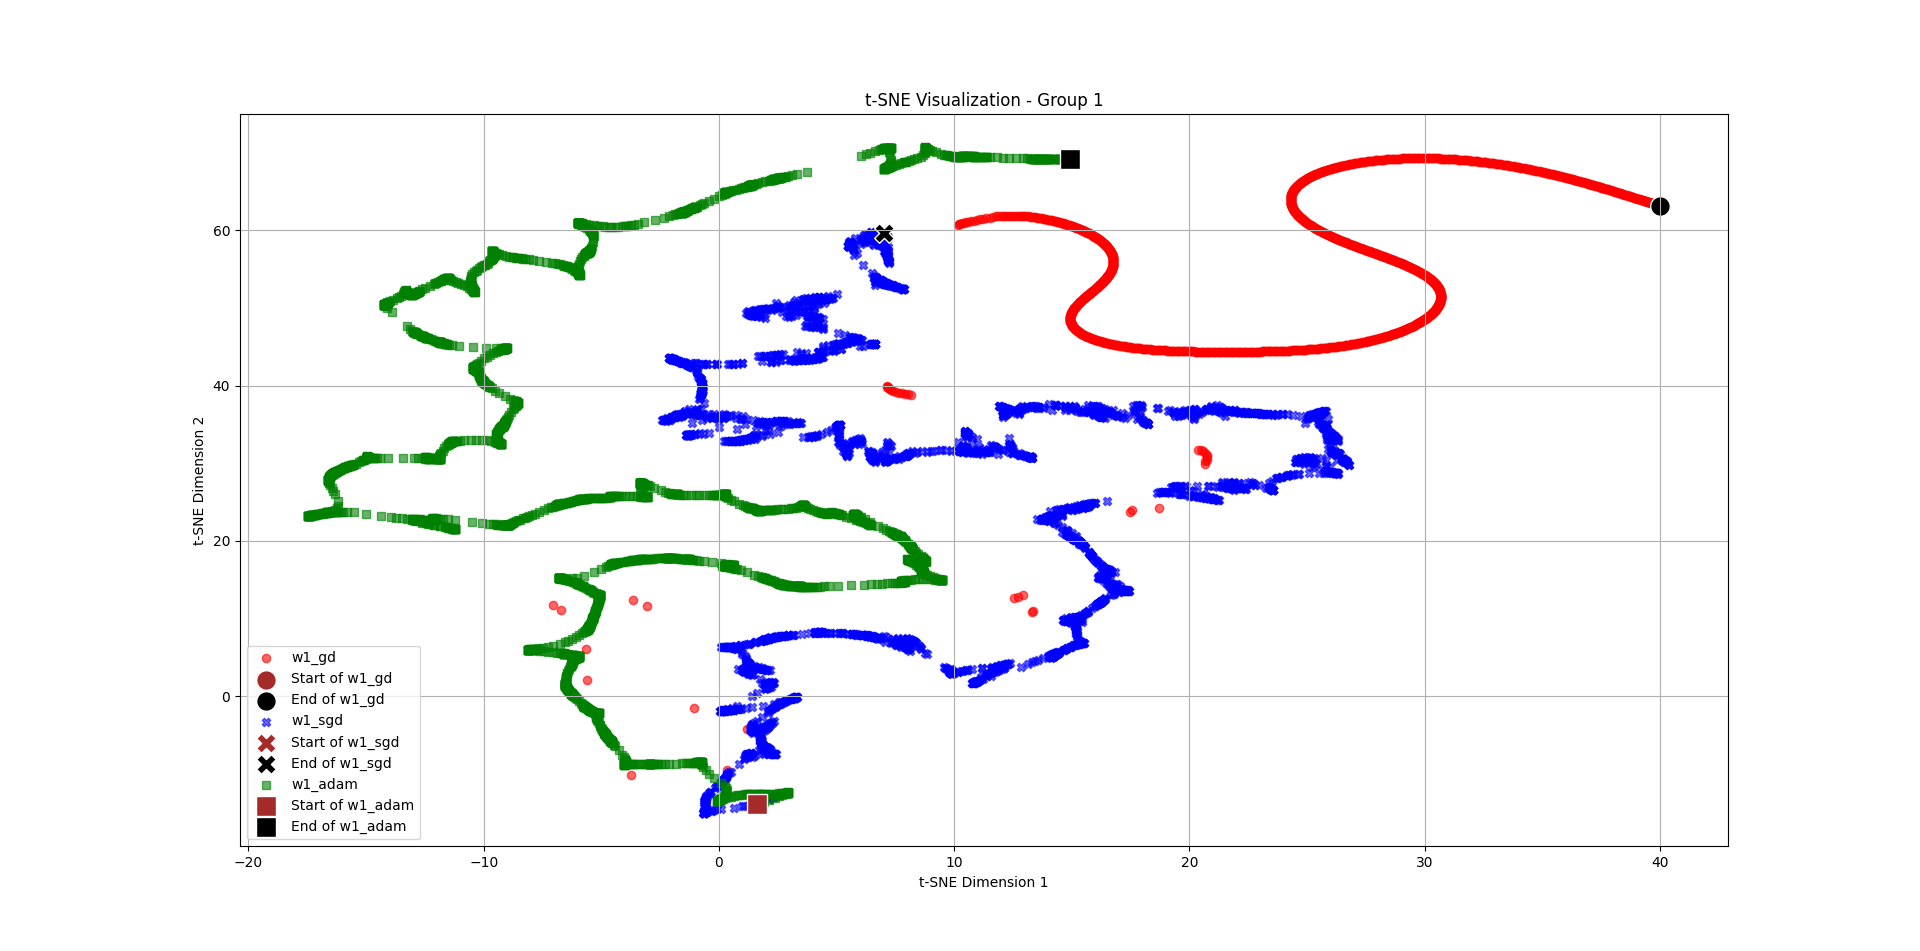 t-SNE Visualization - Group 1
t-SNE Dimension 2
60
40
20
0
w1_gd
Start of w1_gd
End of w1_gd
w1_sgd
Start of w1_sgd
End of w1_sgd
w1_adam
Start of w1_adam
End of w1_adam
−20 −10 0 10 20 30 40
t-SNE Dimension 1